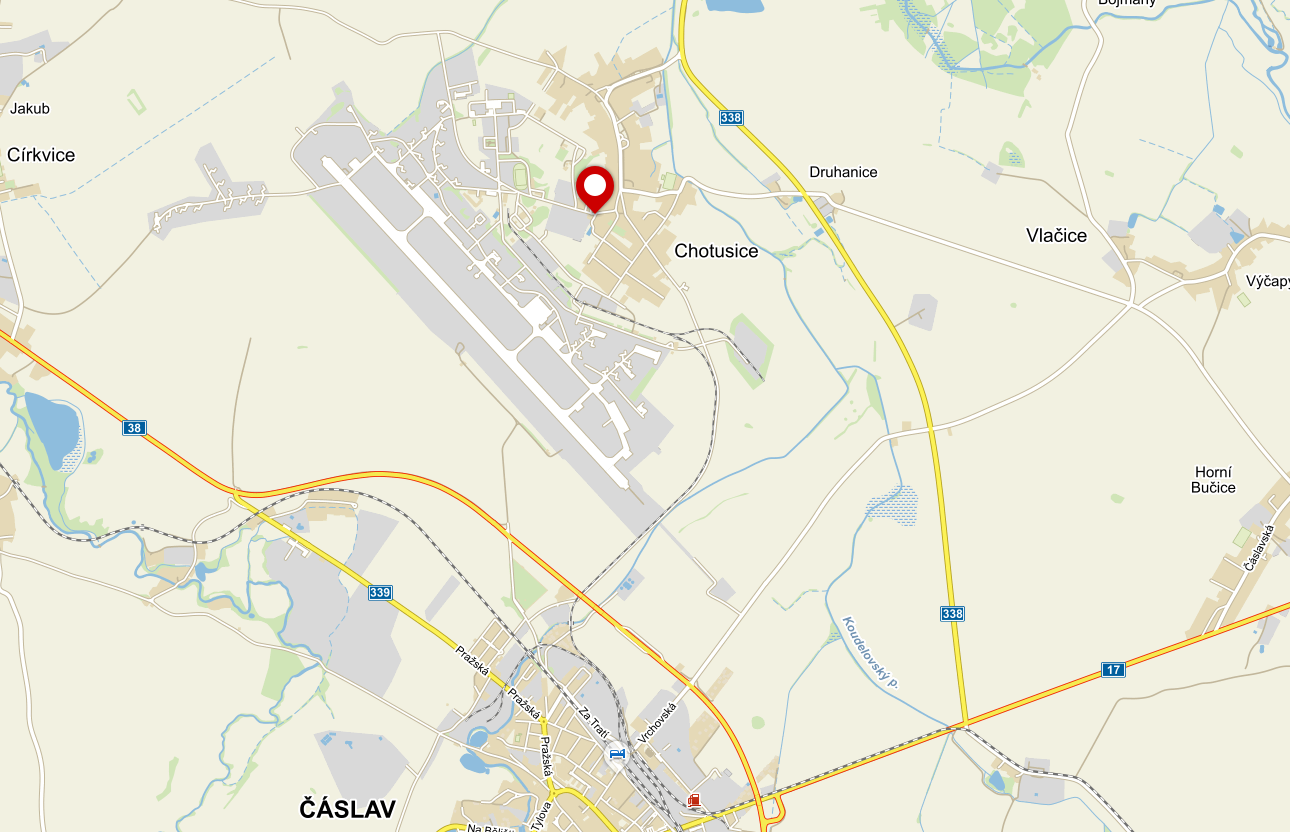 Bojmany
Jakub
338
Církvice
Druhanice
Vlačice
Chotusice
Výčapy
38
Horní
Bučice
Čáslavská
339
338
Koudelovský p.
17
Pražská
Pražská
Za Tratí
Vrchovská
Pražská
ČÁSLAV
Tylova